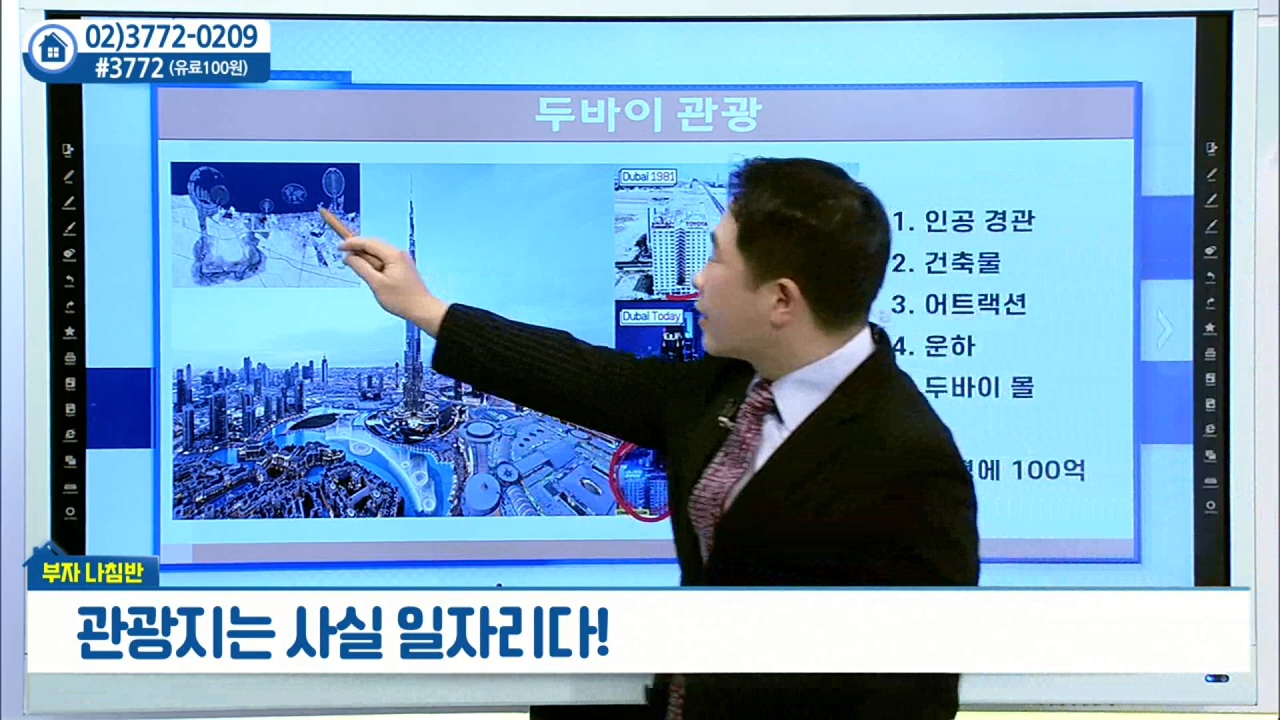 02)3772-0209
#3772 (유료100원)
두바이 관광
Dubai 1981
TOYOTA
Dubai Today
1. 인공 경관
2. 건축물
3. 어트랙션
4. 운하
두바이 몰
에 100억
부자 나침반
관광지는 사실 일자리다!